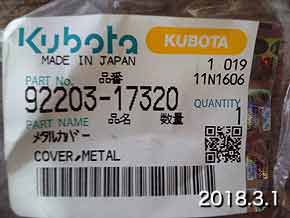 Kubota KUBOTA
MADE IN JAPAN 1 019
PART No. 品番 11N1606
92203-17320 QUANTITY
PART NAME 品名 数量 1
メタルカバー
COVER,METAL
2018.3.1